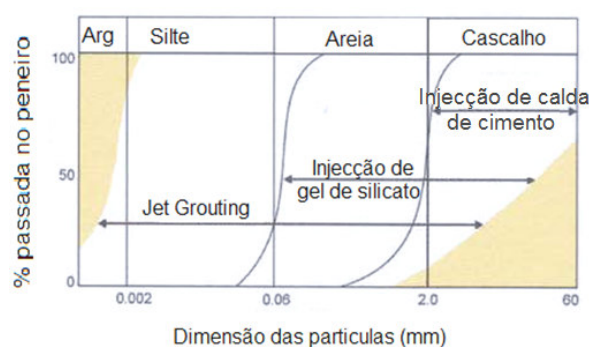 Arg Silte Areia Cascalho
100
Injecção de calda
de cimento
50
Injecção de
gel de silicato
Jet Grouting
0
0.002 0.06 2.0 60
% passada no peneiro
Dimensão das particulas (mm)